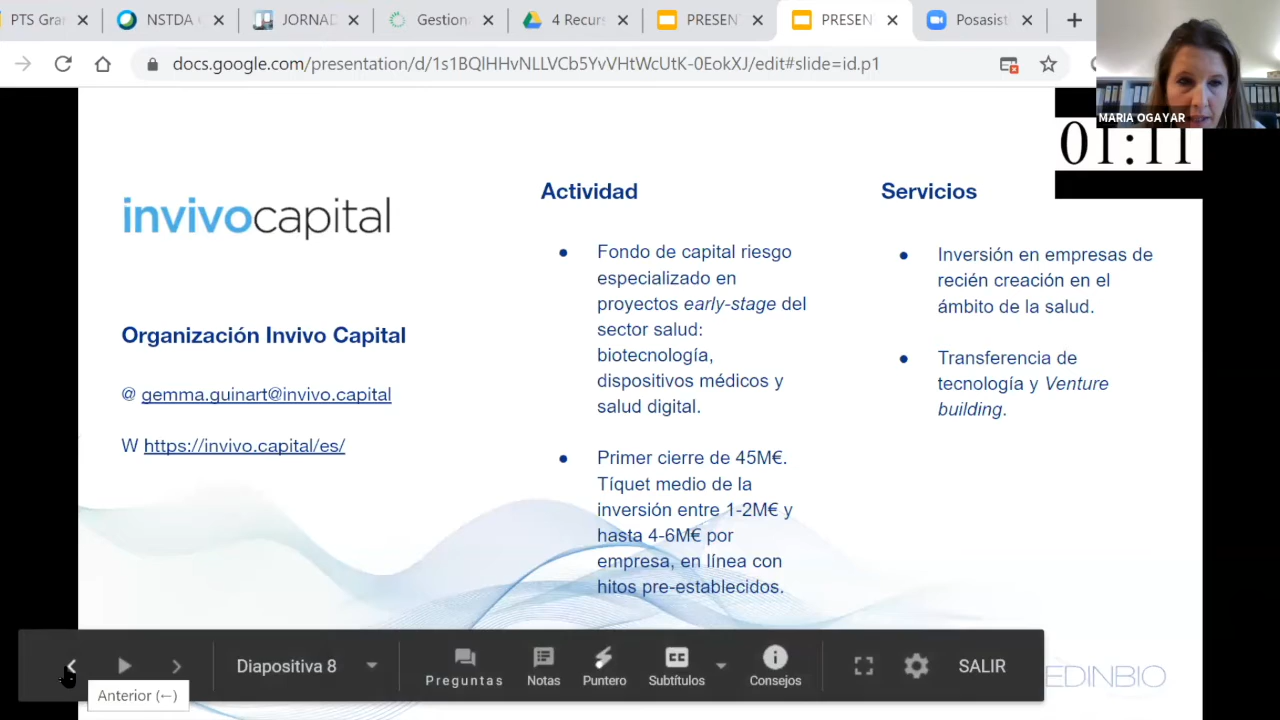 PTS Gran
NSTDA
JORNAD
Gestion
4 Recurs
PRESEN
PRESEN
Posasist
docs.google.com/presentation/d/1s1BQlHHvNLLVCb5YvVHtWcUtK-0EokXJ/edit#slide=id.p1
MARIA OGAYAR
01:11
invivocapital
Organización Invivo Capital
@ gemma.guinart@invivo.capital
W https://invivo.capital/es/
Actividad
● Fondo de capital riesgo
especializado en
proyectos early-stage del
sector salud:
biotecnología,
dispositivos médicos y
salud digital.
● Primer cierre de 45M€.
Tíquet medio de la
inversión entre 1-2M€ y
hasta 4-6M€ por
empresa, en línea con
hitos pre-establecidos.
Servicios
● Inversión en empresas de
recién creación en el
ámbito de la salud.
● Transferencia de
tecnología y Venture
building.
Diapositiva 8
Preguntas
Notas
Puntero
CC
Subtítulos
Consejos
SALIR
Anterior (←)
EDINBIO